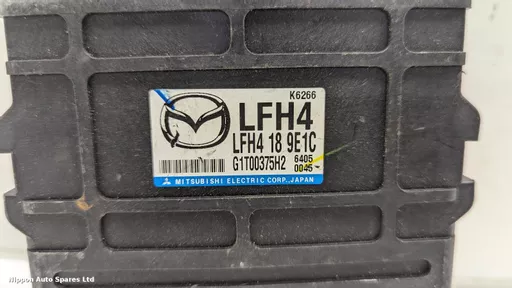 K6266
LFH4
LFH4 18 9E1C
G1T00375H2 6405
0045-
MITSUBISHI ELECTRIC CORP., JAPAN
Nippon Auto Spares Ltd